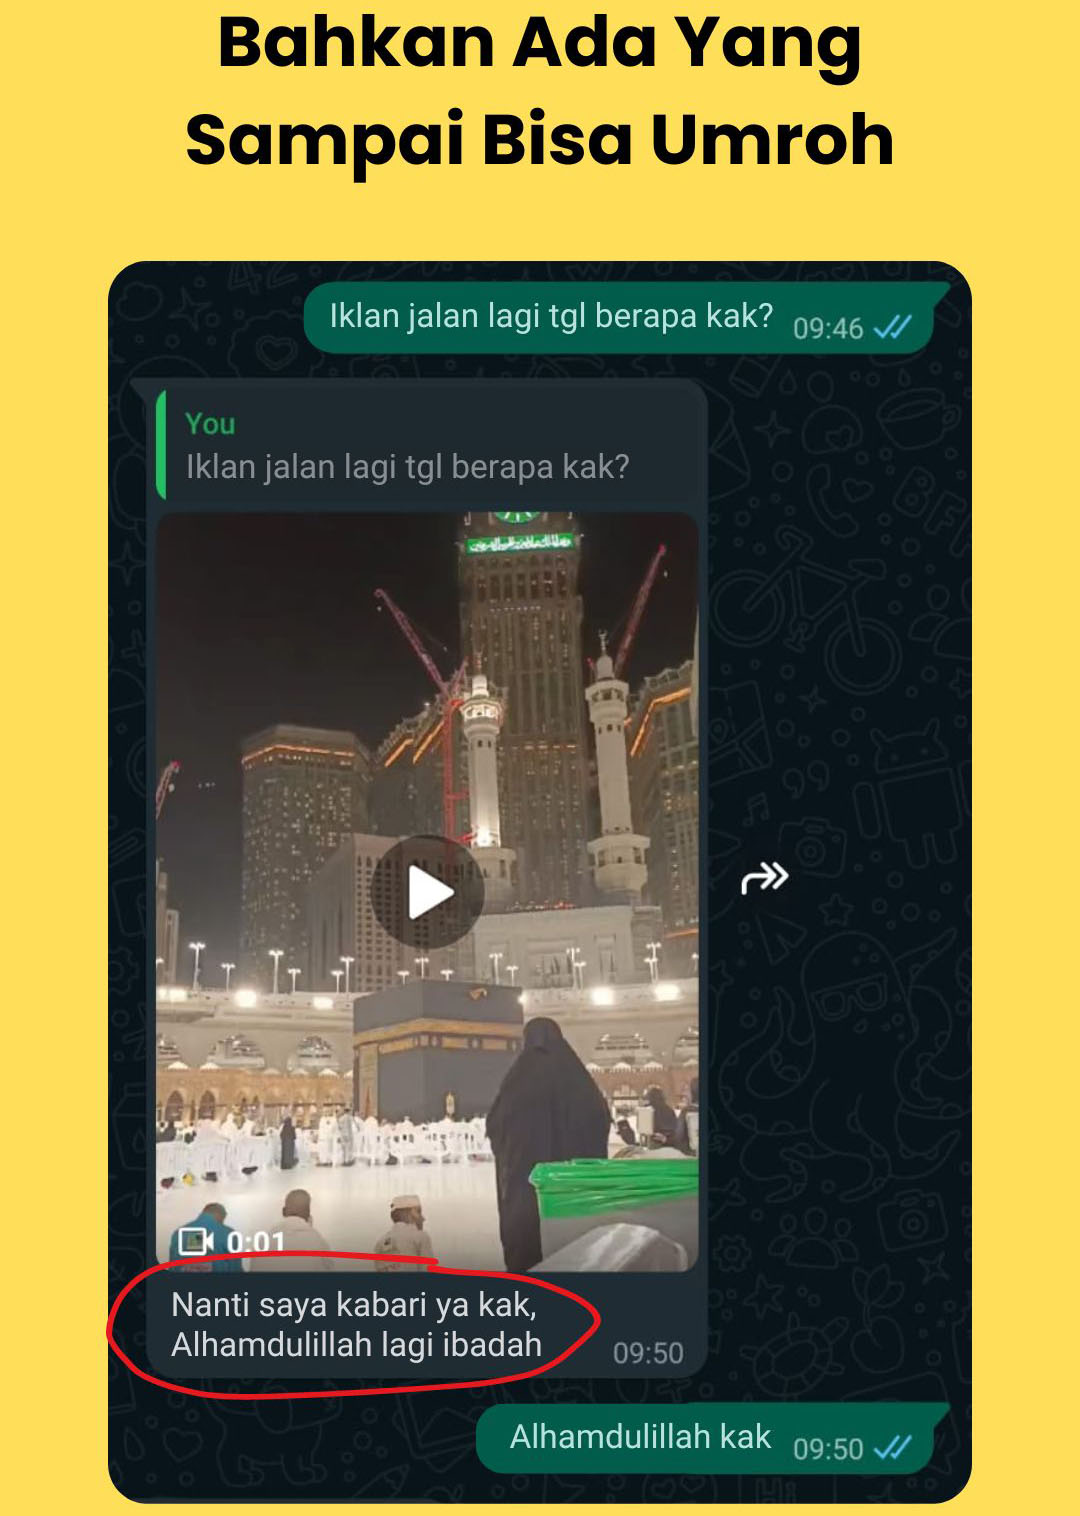 Bahkan Ada Yang
Sampai Bisa Umroh
Iklan jalan lagi tgl berapa kak? 09:46
You
Iklan jalan lagi tgl berapa kak?
0:01
Nanti saya kabari ya kak,
Alhamdulillah lagi ibadah 09:50
Alhamdulillah kak 09:50